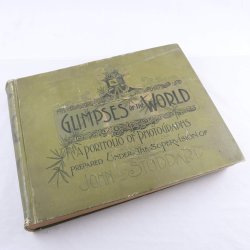 GLIMPSES OF THE WORLD
A PORTFOLIO OF PHOTOGRAPHS
PREPARED UNDER THE SUPERVISION OF
JOHN STODDARD